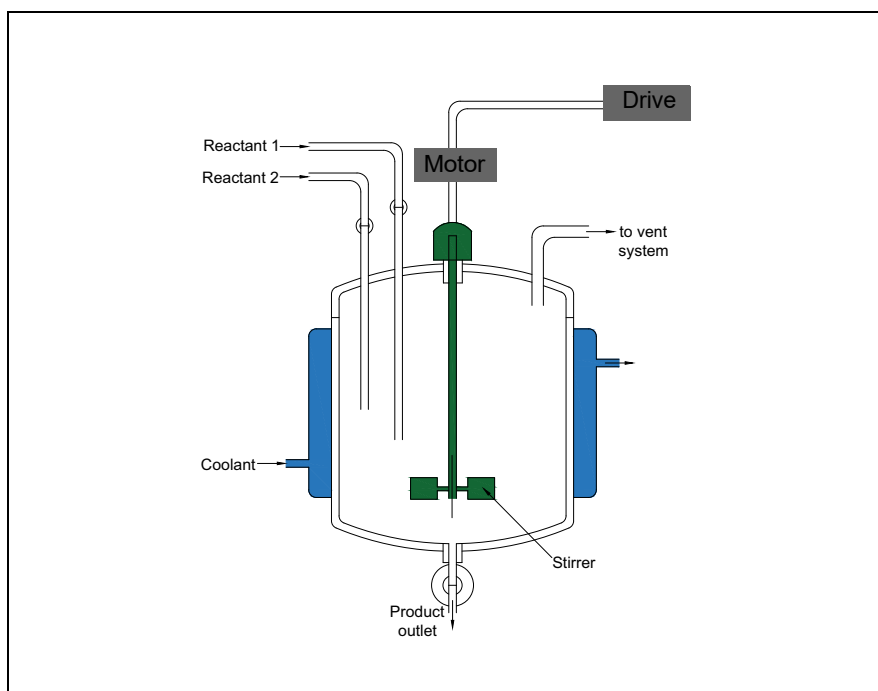 Drive
Reactant 1
Motor
Reactant 2
to vent
system
Coolant
Stirrer
Product
outlet